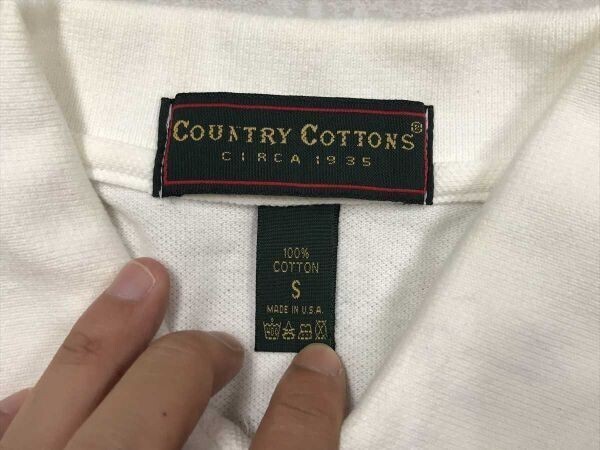 COUNTRY COTTONS®
CIRCA 1935
100%
COTTON
S
MADE IN U.S.A.